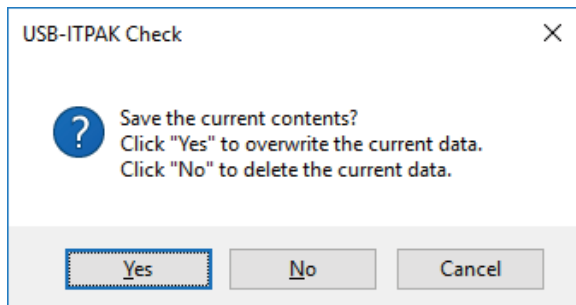 USB-ITPAK Check
?
Save the current contents?
Click "Yes" to overwrite the current data.
Click "No" to delete the current data.
Yes
No
Cancel